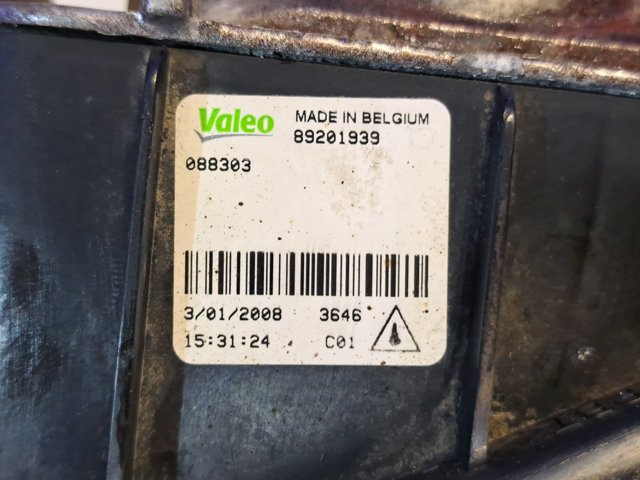 Valeo MADE IN BELGIUM
89201939
088303
3/01/2008 3646
15:31:24 C01